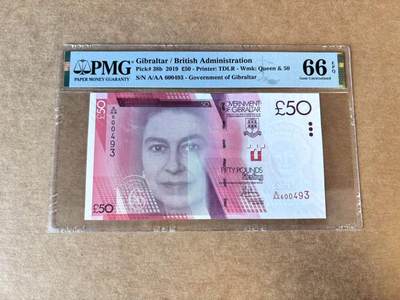 PMG
PAPER MONEY GUARANTY
Gibraltar / British Administration
Pick# 38b 2019 £50 - Printer: TDLR - Wmk: Queen & 50
S/N A/AA 600493 - Government of Gibraltar
66 EPQ
Gem Uncirculated
£50
A/AA 600493
GOVERNMENT OF
GIBRALTAR
£50
FIFTY POUNDS
A/AA 600493
£50